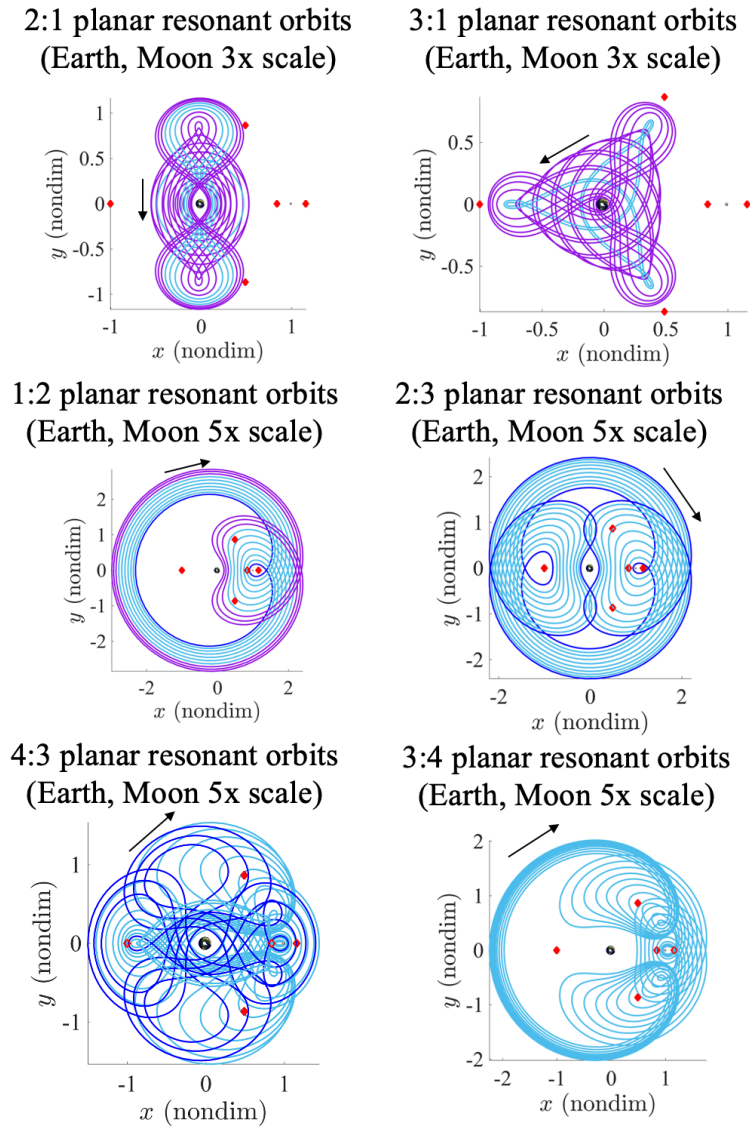 2:1 planar resonant orbits
(Earth, Moon 3x scale)
1
0.5
0
-0.5
-1
y (nondim)
-1
0
1
x (nondim)
3:1 planar resonant orbits
(Earth, Moon 3x scale)
0.5
0
-0.5
y (nondim)
-1
-0.5
0
0.5
1
x (nondim)
1:2 planar resonant orbits
(Earth, Moon 5x scale)
2
1
0
-1
-2
y (nondim)
-2
0
2
x (nondim)
2:3 planar resonant orbits
(Earth, Moon 5x scale)
2
1
0
-1
-2
y (nondim)
-2
0
2
x (nondim)
4:3 planar resonant orbits
(Earth, Moon 5x scale)
1
0
-1
y (nondim)
-1
0
1
x (nondim)
3:4 planar resonant orbits
(Earth, Moon 5x scale)
2
1
0
-1
-2
y (nondim)
-2
-1
0
1
x (nondim)